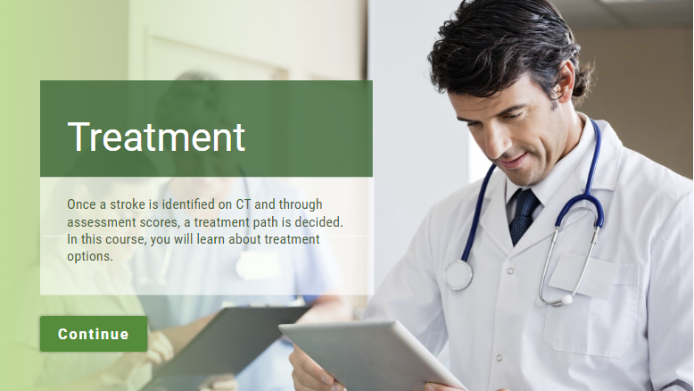 Treatment
Once a stroke is identified on CT and through
assessment scores, a treatment path is decided.
In this course, you will learn about treatment
options.
Continue